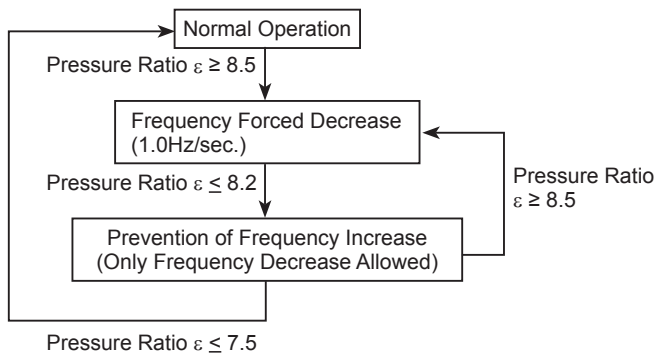 Normal Operation
Pressure Ratio ε ≥ 8.5
Frequency Forced Decrease
(1.0Hz/sec.)
Pressure Ratio ε ≤ 8.2
Pressure Ratio
ε ≥ 8.5
Prevention of Frequency Increase
(Only Frequency Decrease Allowed)
Pressure Ratio ε ≤ 7.5